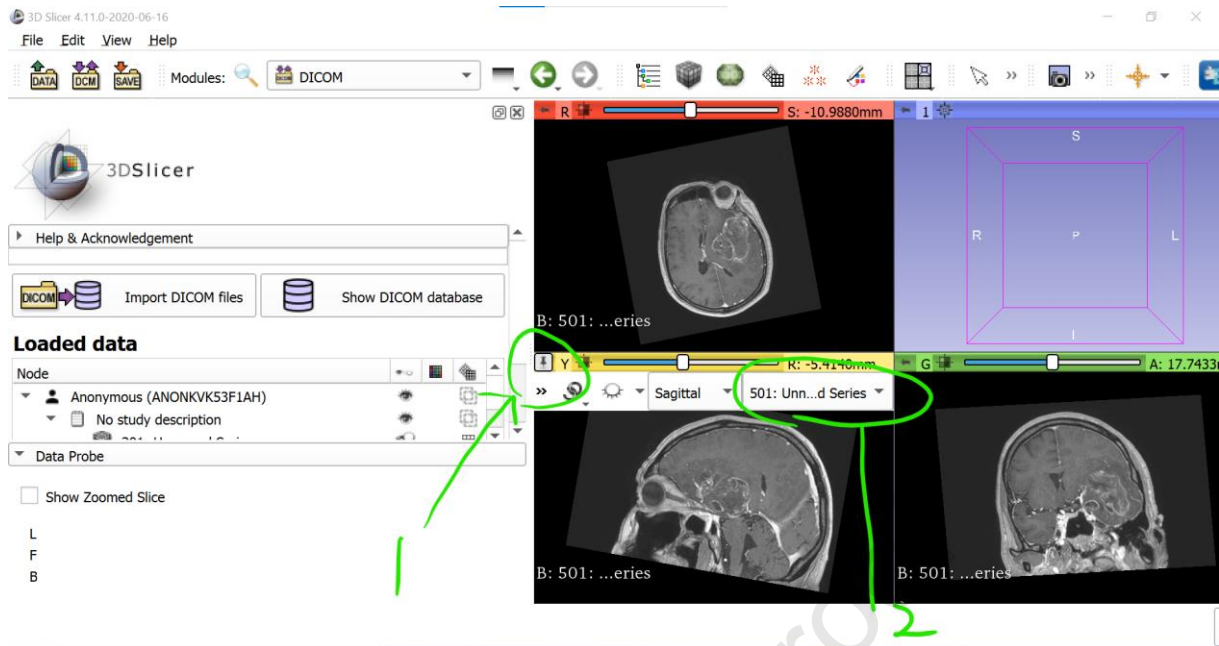 3D Slicer 4.11.0-2020-06-16
File Edit View Help
DATA DCM SAVE Modules: DCM DICOM
R S: -10.9880mm 1
3DSlicer
S
R P L
I
Help & Acknowledgement
DICOM Import DICOM files Show DICOM database
B: 501: ...eries
Loaded data
Y R: -5.4140mm G A: 17.7433
Node
» Sagittal 501: Unn...d Series
Anonymous (ANONKVK53F1AH)
No study description
Data Probe
Show Zoomed Slice
L
F
B
B: 501: ...eries B: 501: ...eries
1
2